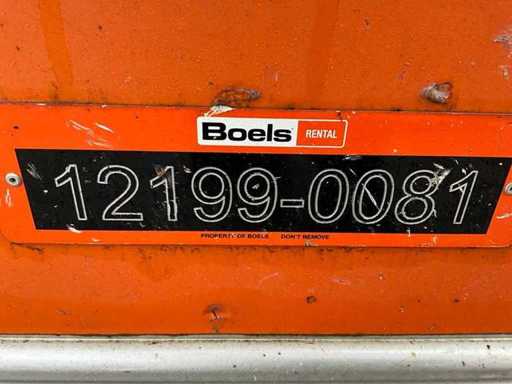 Boels RENTAL
12199-0081
PROPERTY OF BOELS DON'T REMOVE